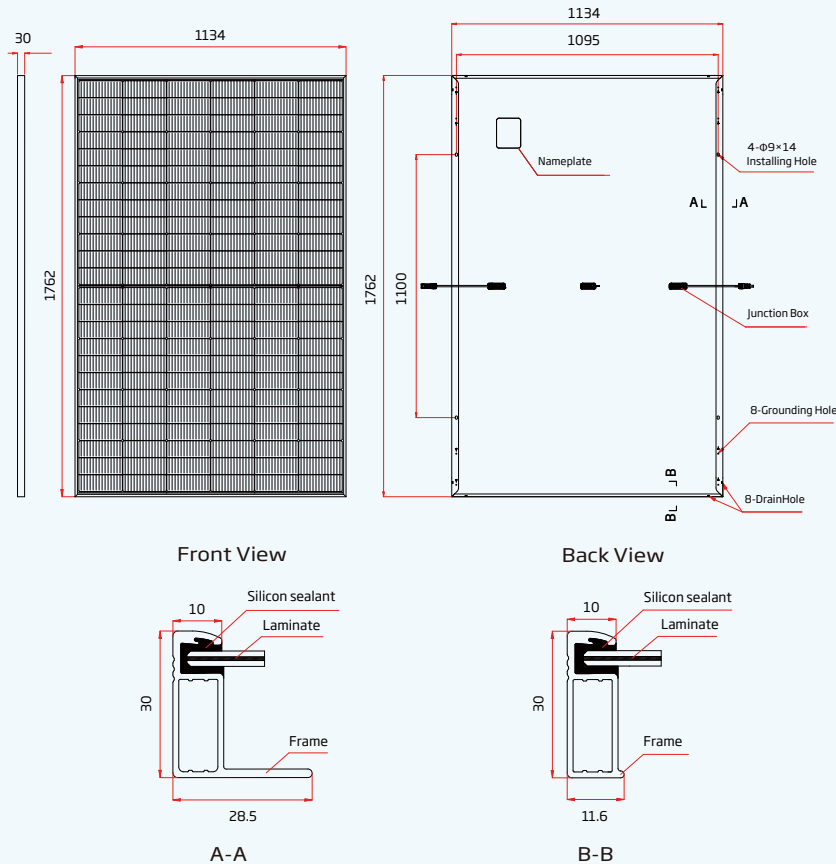 30
1134
1762
Front View
1134
1095
1762
1100
Nameplate
4-Φ9×14
Installing Hole
A
A
Junction Box
8-Grounding Hole
B
8-DrainHole
B
Back View
10
Silicon sealant
Laminate
30
Frame
28.5
A-A
10
Silicon sealant
Laminate
30
Frame
11.6
B-B